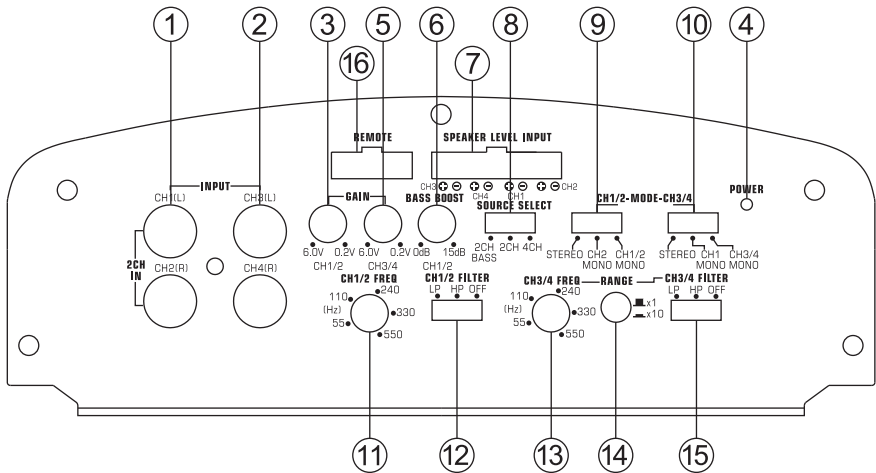 1 2 3 5 6 8 9 10 4
16 7
REMOTE SPEAKER LEVEL INPUT
CH3 ⊕ ⊖ ⊕ ⊖ ⊕ ⊖ ⊕ ⊖ CH2
CH4 CH1
INPUT
CH1(L) CH3(L)
GAIN BASS BOOST SOURCE SELECT CH1/2-MODE-CH3/4 POWER
6.0V 0.2V 6.0V 0.2V 0dB 15dB
CH1/2 CH3/4 CH1/2
2CH BASS 2CH 4CH
STEREO CH2 MONO CH1/2 MONO
STEREO CH1 MONO CH3/4 MONO
2CH IN
CH2(R) CH4(R)
CH1/2 FREQ
240
110
(Hz) 330
55
550
CH1/2 FILTER
LP HP OFF
CH3/4 FREQ RANGE CH3/4 FILTER
240
110
(Hz) 330
55
550
x1
x10
LP HP OFF
11 12 13 14 15